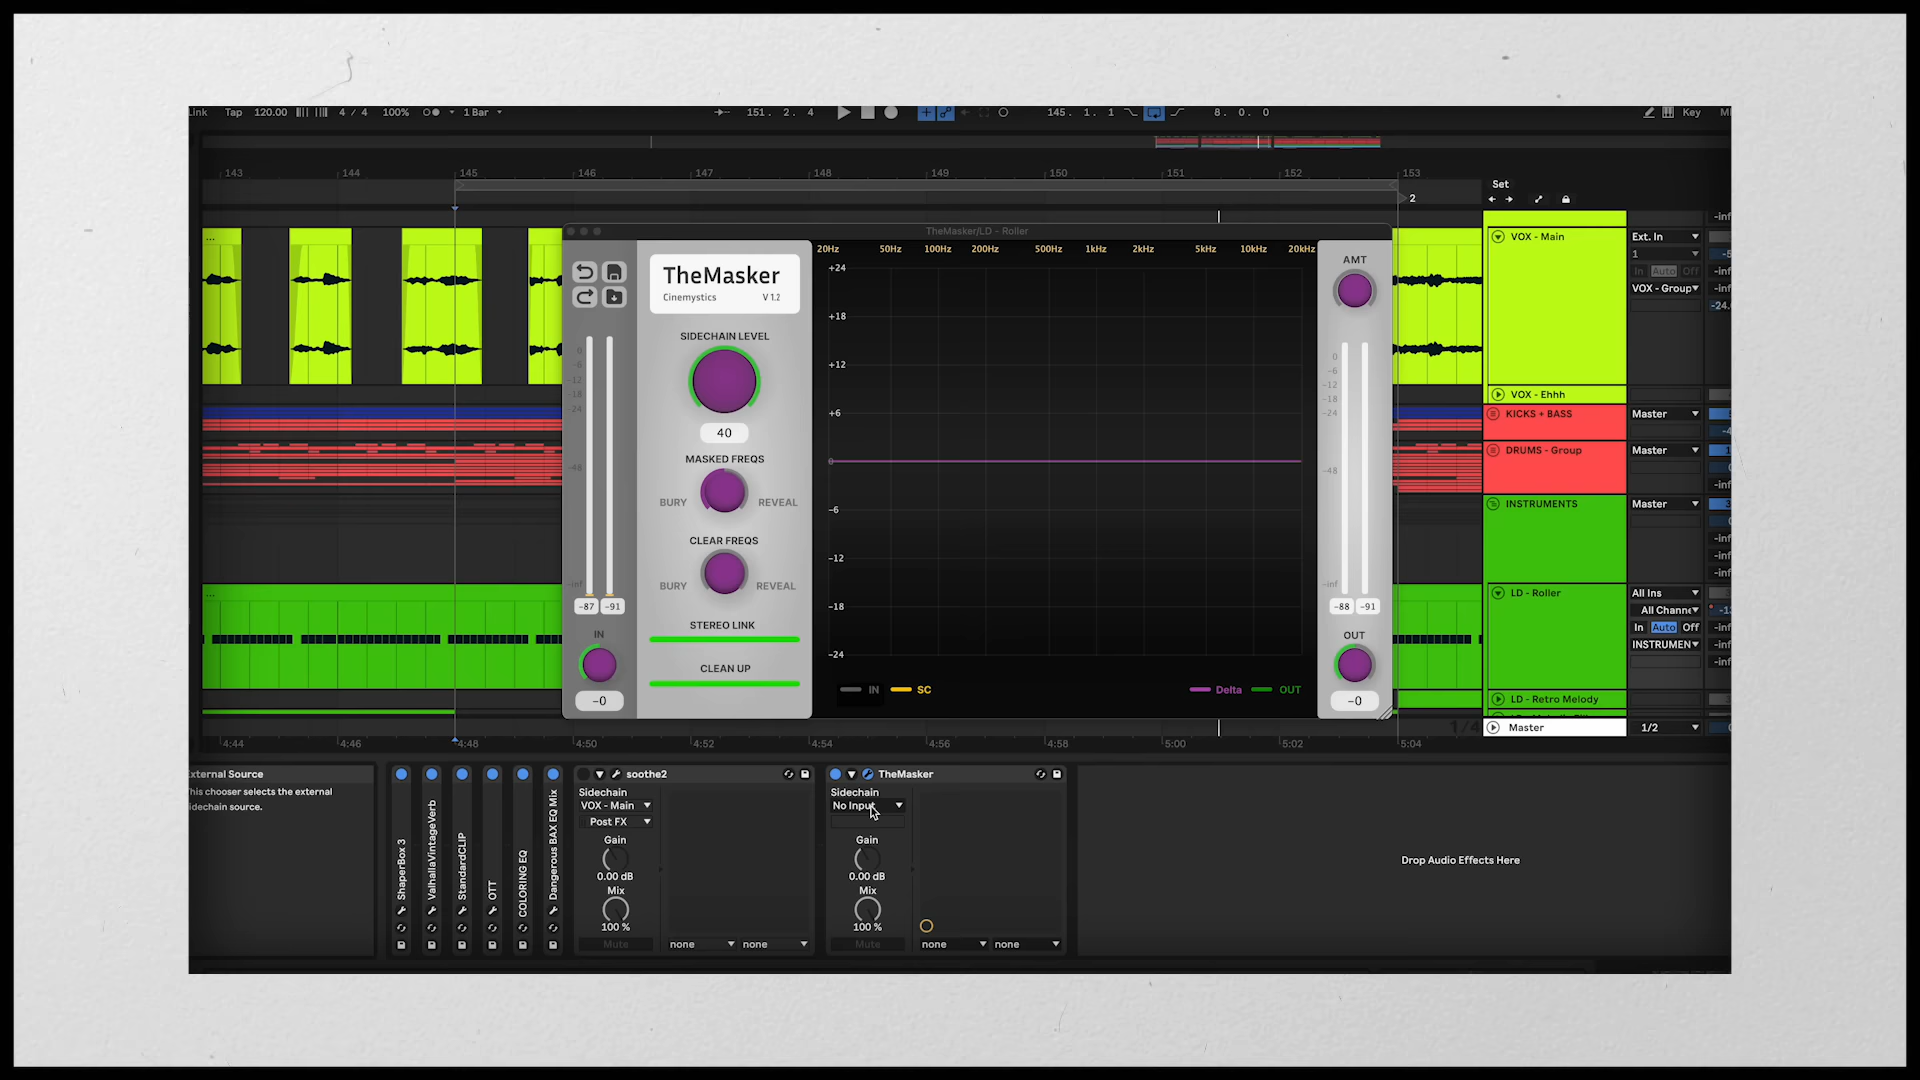 Link Tap 120.00 4 / 4 100% 1 Bar 151. 2. 4 145. 1. 1 8. 0. 0 Key
143 144 145 146 147 148 149 150 151 152 153
2
Set
TheMasker/LD - Roller
TheMasker
Cinemystics V 1.2
SIDECHAIN LEVEL
40
MASKED FREQS
BURY REVEAL
CLEAR FREQS
BURY REVEAL
STEREO LINK
CLEAN UP
0
-6
-12
-18
-24
-48
-inf
-87 -91
IN
-0
20Hz 50Hz 100Hz 200Hz 500Hz 1kHz 2kHz 5kHz 10kHz 20kHz
+24
+18
+12
+6
0
-6
-12
-18
-24
IN SC Delta OUT
AMT
0
-6
-12
-18
-24
-48
-inf
-88 -91
OUT
-0
VOX - Main Ext. In
1
In Auto Off
VOX - Group
-24.
VOX - Ehhh
KICKS + BASS Master
DRUMS - Group Master
INSTRUMENTS Master
LD - Roller All Ins
All Channe
In Auto Off
INSTRUMEN
LD - Retro Melody
1/4
Master 1/2
4:44 4:46 4:48 4:50 4:52 4:54 4:56 4:58 5:00 5:02 5:04
External Source
This chooser selects the external
sidechain source.
ShaperBox 3
ValhallaVintageVerb
StandardCLIP
OTT
COLORING EQ
Dangerous BAX EQ Mix
soothe2
Sidechain
VOX - Main
Post FX
Gain
0.00 dB
Mix
100 %
Mute
none none
TheMasker
Sidechain
No Input
Gain
0.00 dB
Mix
100 %
Mute
none none
Drop Audio Effects Here